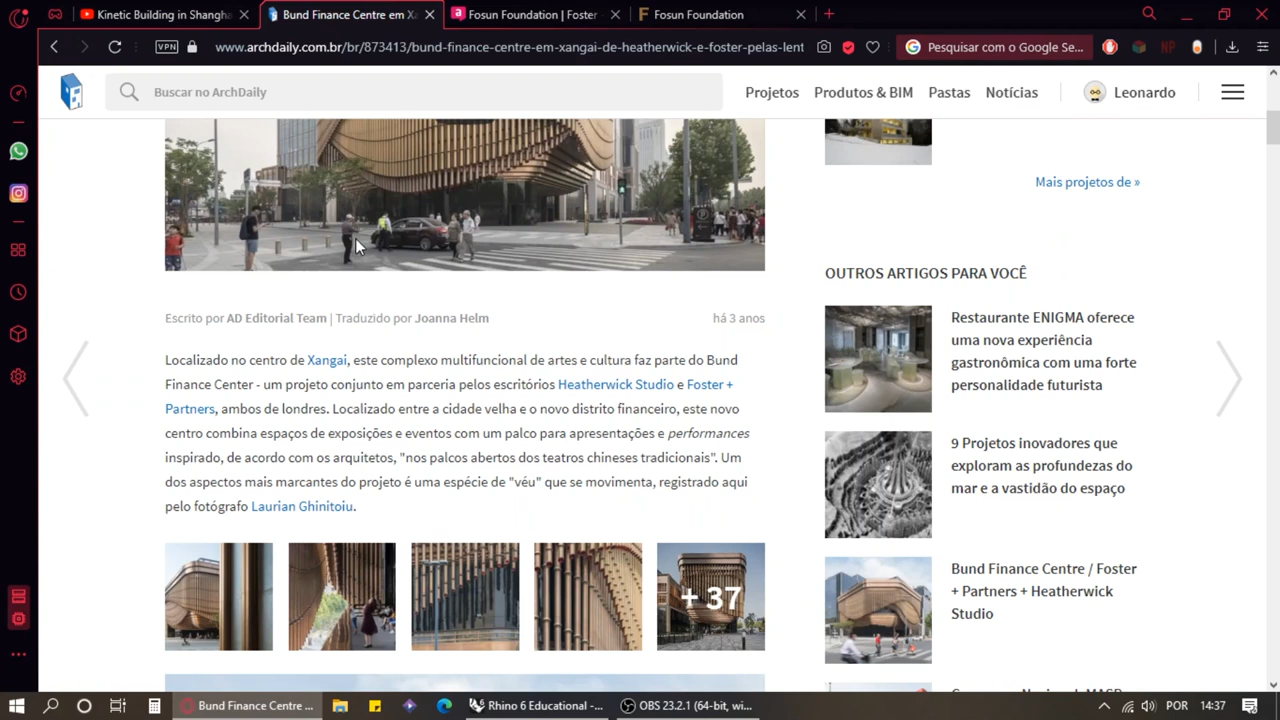 Kinetic Building in Shangha
Bund Finance Centre em X
Fosun Foundation | Foster
Fosun Foundation
VPN
www.archdaily.com.br/br/873413/bund-finance-centre-em-xangai-de-heatherwick-e-foster-pelas-lent
Pesquisar com o Google Se...
NP
Buscar no ArchDaily
Projetos
Produtos & BIM
Pastas
Notícias
Leonardo
Mais projetos de »
OUTROS ARTIGOS PARA VOCÊ
Escrito por AD Editorial Team | Traduzido por Joanna Helm
há 3 anos
Localizado no centro de Xangai, este complexo multifuncional de artes e cultura faz parte do Bund
Finance Center - um projeto conjunto em parceria pelos escritórios Heatherwick Studio e Foster +
Partners, ambos de londres. Localizado entre a cidade velha e o novo distrito financeiro, este novo
centro combina espaços de exposições e eventos com um palco para apresentações e performances
inspirado, de acordo com os arquitetos, "nos palcos abertos dos teatros chineses tradicionais". Um
dos aspectos mais marcantes do projeto é uma espécie de "véu" que se movimenta, registrado aqui
pelo fotógrafo Laurian Ghinitoiu.
+ 37
Restaurante ENIGMA oferece
uma nova experiência
gastronômica com uma forte
personalidade futurista
9 Projetos inovadores que
exploram as profundezas do
mar e a vastidão do espaço
Bund Finance Centre / Foster
+ Partners + Heatherwick
Studio
Bund Finance Centre ...
Rhino 6 Educational -...
OBS 23.2.1 (64-bit, wi...
POR
14:37